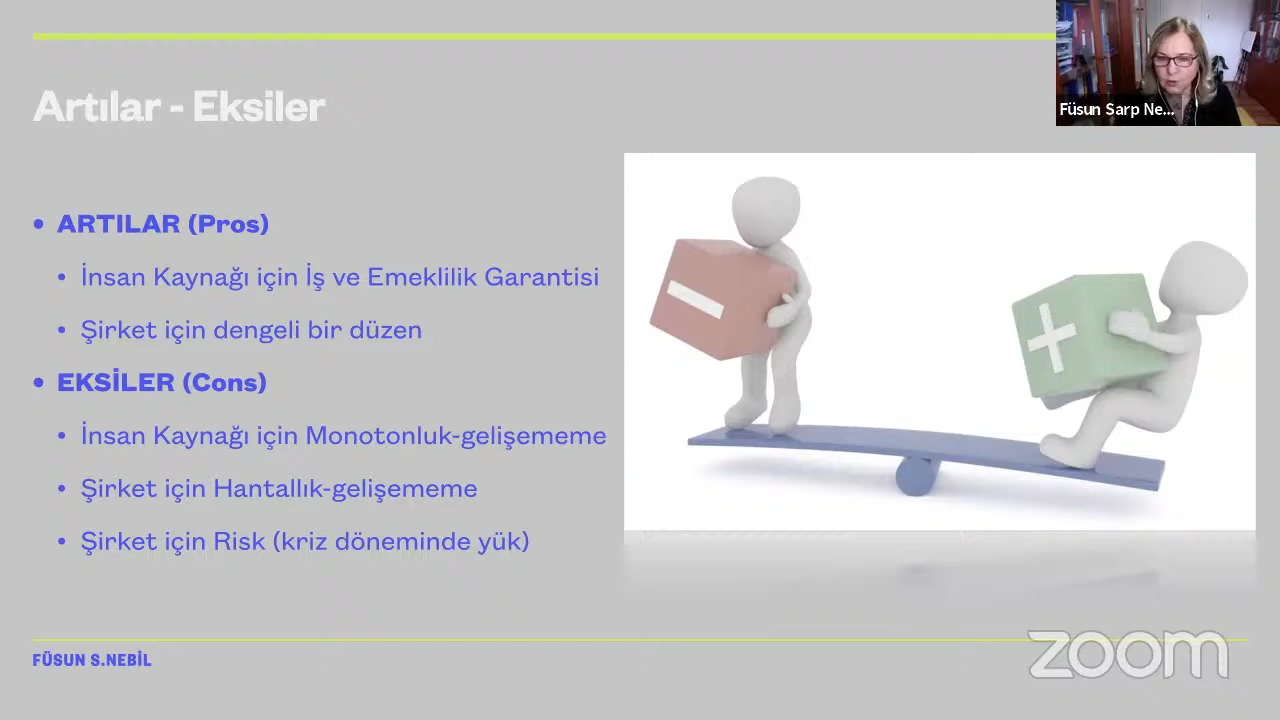 Artılar - Eksiler
Füsun Sarp Ne...
• ARTILAR (Pros)
• İnsan Kaynağı için İş ve Emeklilik Garantisi
• Şirket için dengeli bir düzen
• EKSİLER (Cons)
• İnsan Kaynağı için Monotonluk-gelişememe
• Şirket için Hantallık-gelişememe
• Şirket için Risk (kriz döneminde yük)
FÜSUN S.NEBİL
zoom